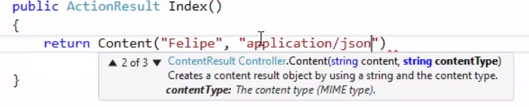 public ActionResult Index()
{
return Content("Felipe", "application/json")
▲ 2 of 3 ▼ ContentResult Controller.Content(string content, string contentType)
Creates a content result object by using a string and the content type.
contentType: The content type (MIME type).
}